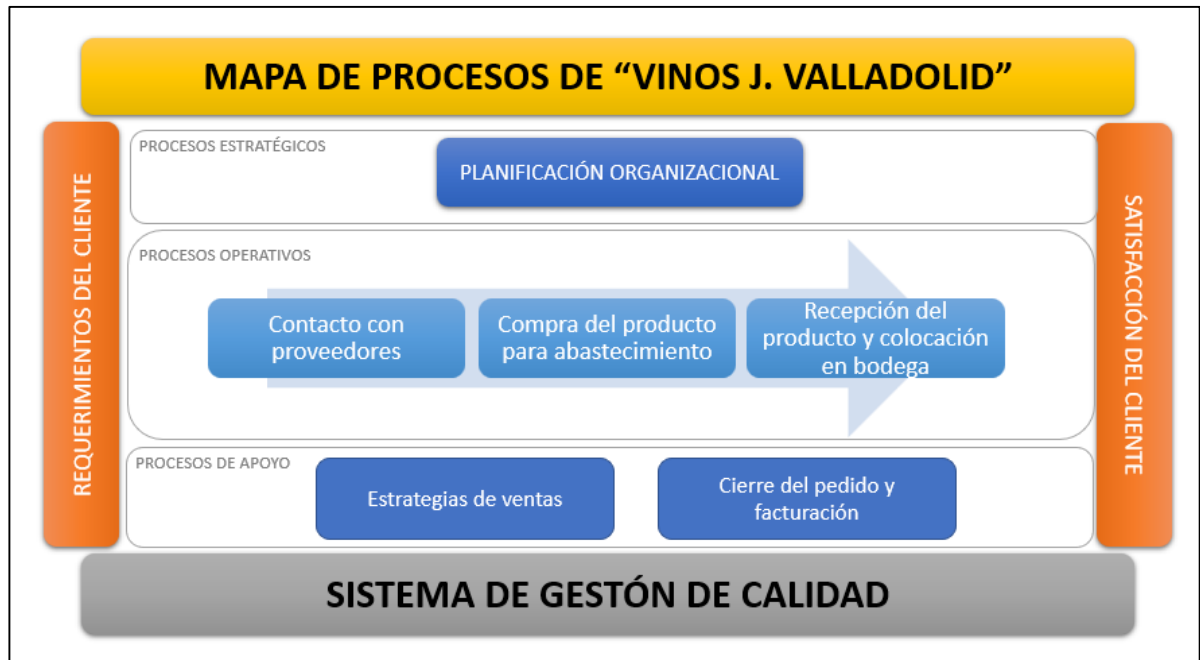 MAPA DE PROCESOS DE “VINOS J. VALLADOLID”
REQUERIMIENTOS DEL CLIENTE
PROCESOS ESTRATÉGICOS
PLANIFICACIÓN ORGANIZACIONAL
PROCESOS OPERATIVOS
Contacto con
proveedores
Compra del producto
para abastecimiento
Recepción del
producto y colocación
en bodega
PROCESOS DE APOYO
Estrategias de ventas
Cierre del pedido y
facturación
SATISFACCIÓN DEL CLIENTE
SISTEMA DE GESTIÓN DE CALIDAD